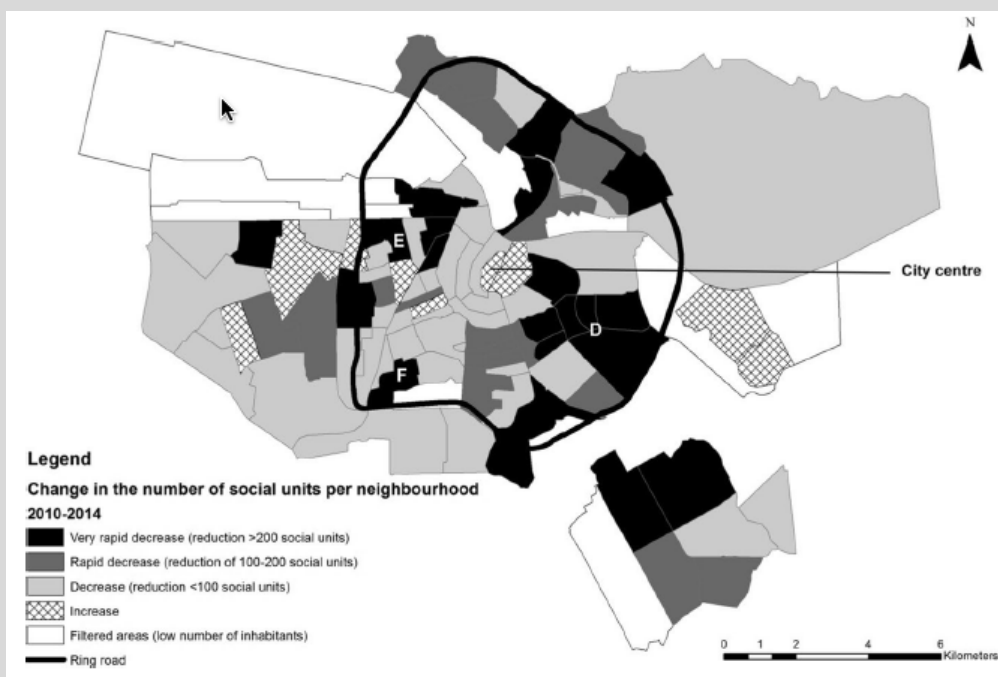 N
City centre
E
D
F
Legend
Change in the number of social units per neighbourhood
2010-2014
Very rapid decrease (reduction >200 social units)
Rapid decrease (reduction of 100-200 social units)
Decrease (reduction <100 social units)
Increase
Filtered areas (low number of inhabitants)
Ring road
0 1 2 4 6
Kilometers